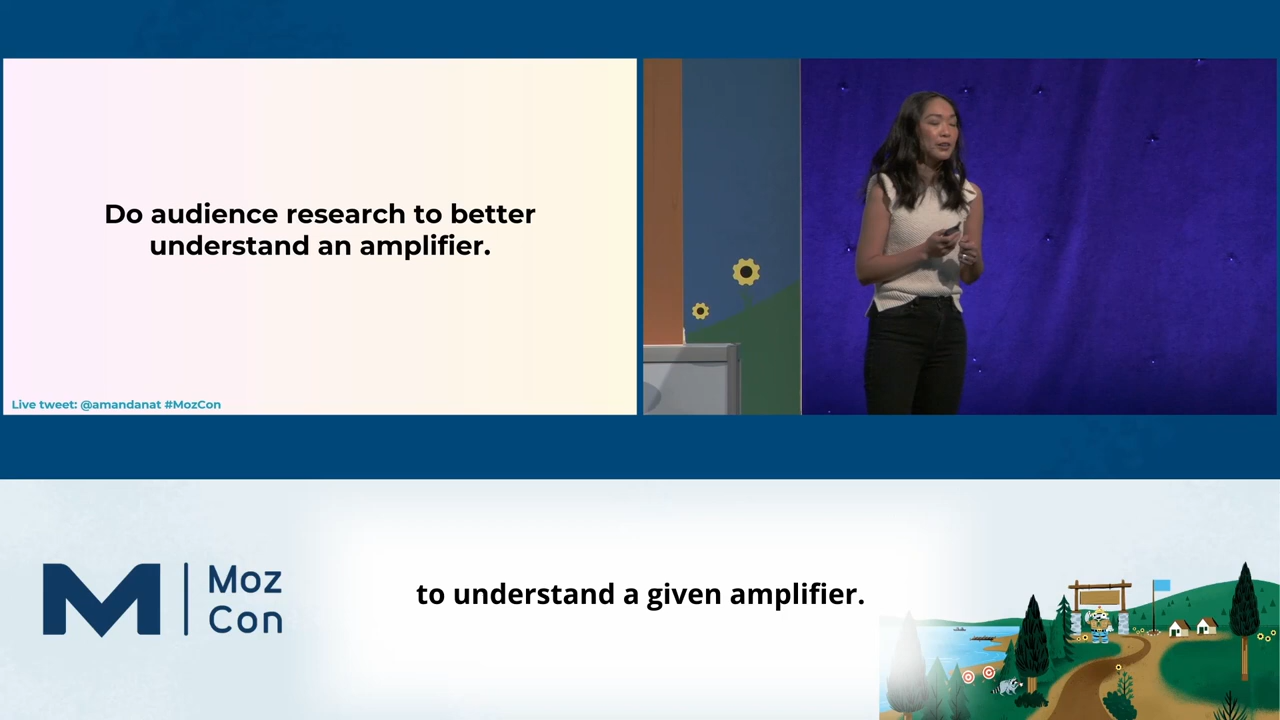 Do audience research to better
understand an amplifier.
Live tweet: @amandanat #MozCon
Moz
Con
to understand a given amplifier.